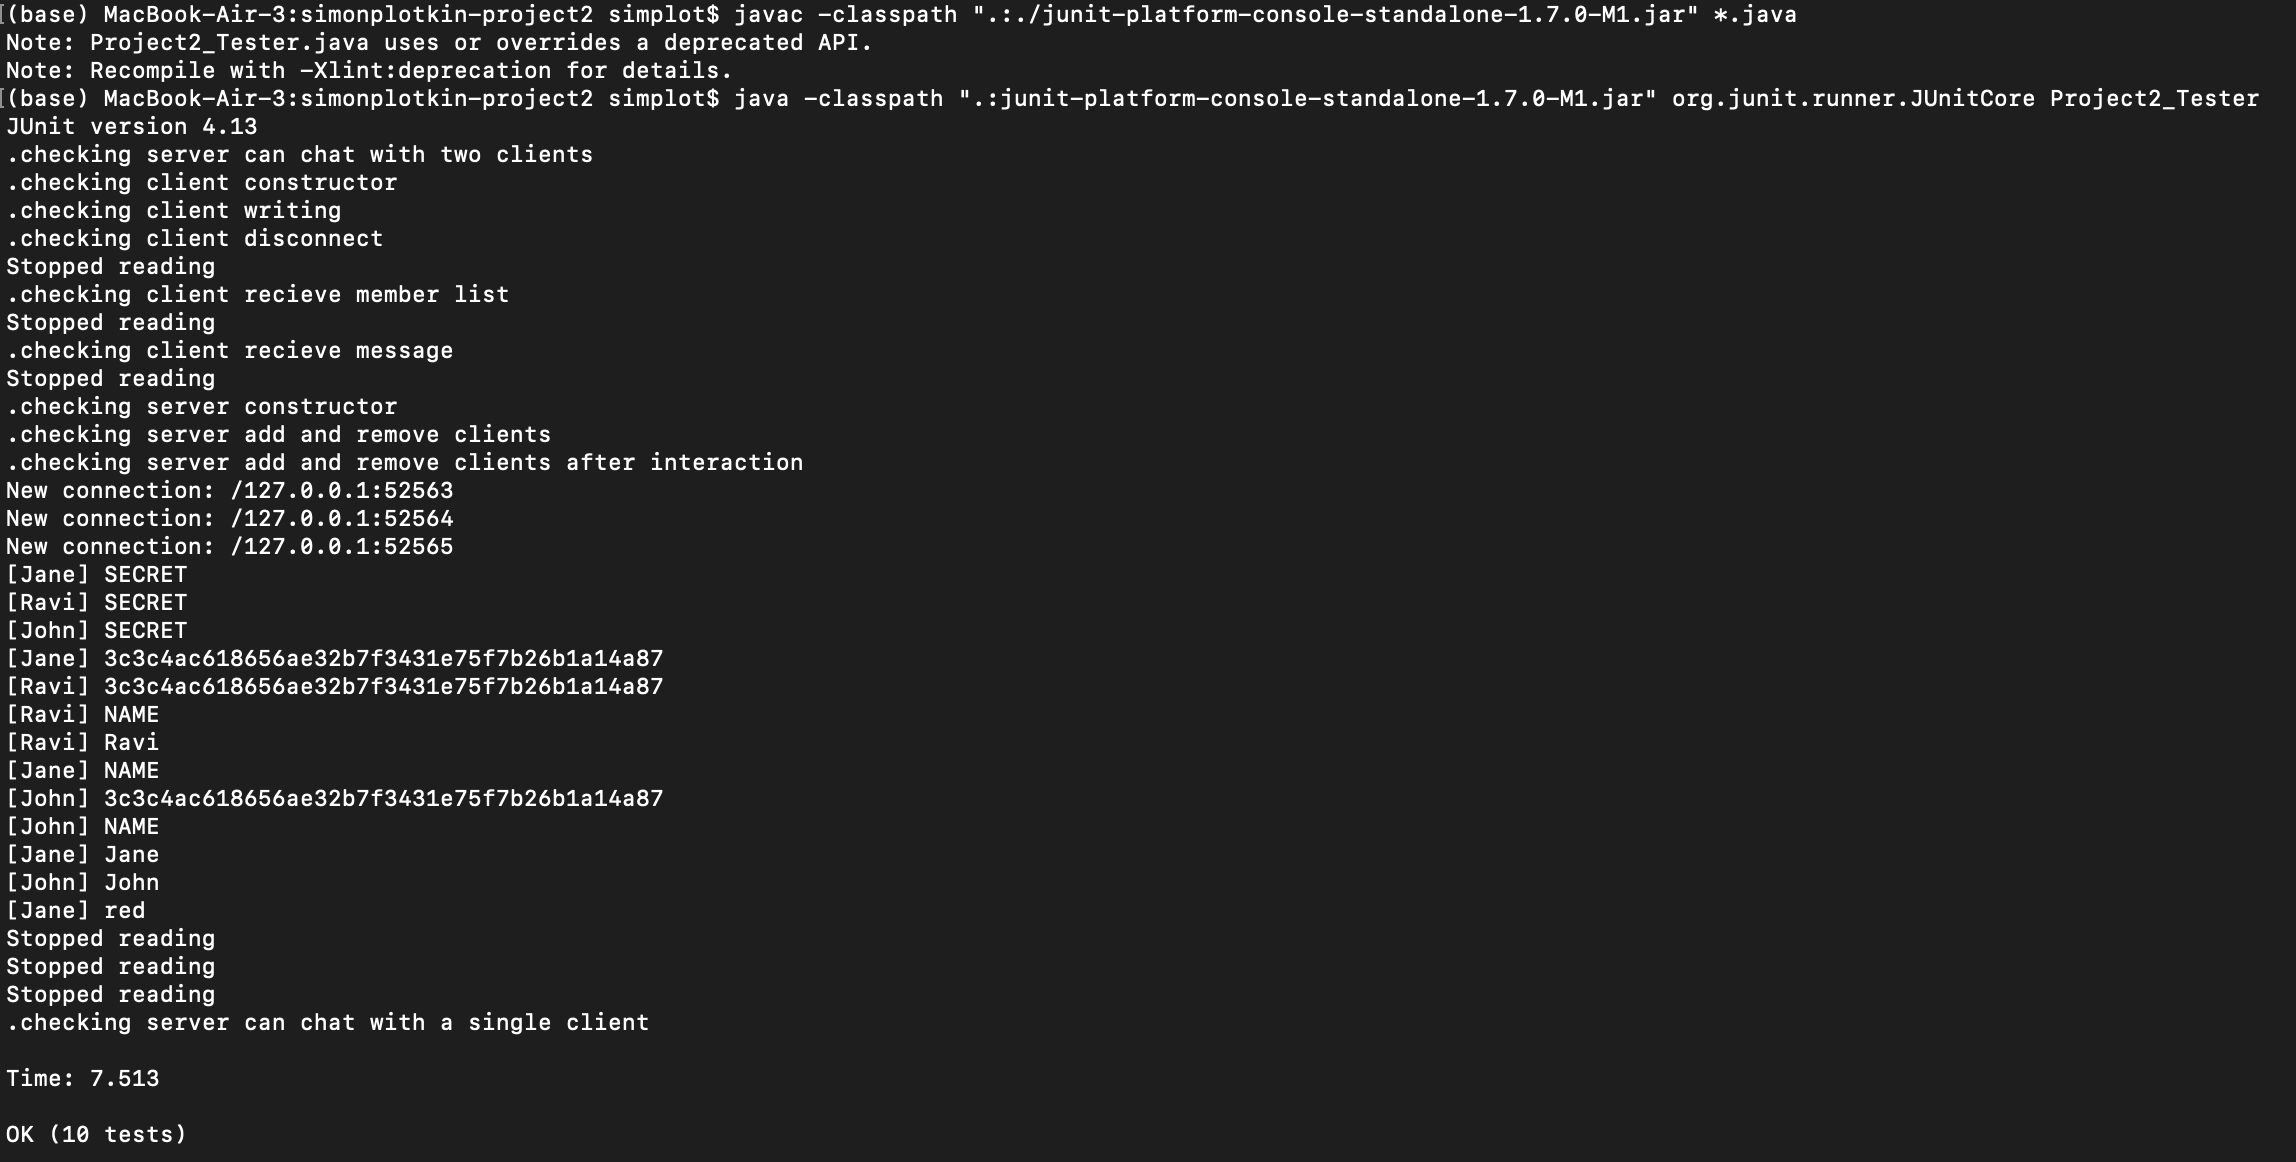 (base) MacBook-Air-3:simonplotkin-project2 simplot$ javac -classpath ".:./junit-platform-console-standalone-1.7.0-M1.jar" *.java
Note: Project2_Tester.java uses or overrides a deprecated API.
Note: Recompile with -Xlint:deprecation for details.
[(base) MacBook-Air-3:simonplotkin-project2 simplot$ java -classpath ".:junit-platform-console-standalone-1.7.0-M1.jar" org.junit.runner.JUnitCore Project2_Tester
JUnit version 4.13
.checking server can chat with two clients
.checking client constructor
.checking client writing
.checking client disconnect
Stopped reading
.checking client recieve member list
Stopped reading
.checking client recieve message
Stopped reading
.checking server constructor
.checking server add and remove clients
.checking server add and remove clients after interaction
New connection: /127.0.0.1:52563
New connection: /127.0.0.1:52564
New connection: /127.0.0.1:52565
[Jane] SECRET
[Ravi] SECRET
[John] SECRET
[Jane] 3c3c4ac618656ae32b7f3431e75f7b26b1a14a87
[Ravi] 3c3c4ac618656ae32b7f3431e75f7b26b1a14a87
[Ravi] NAME
[Ravi] Ravi
[Jane] NAME
[John] 3c3c4ac618656ae32b7f3431e75f7b26b1a14a87
[John] NAME
[Jane] Jane
[John] John
[Jane] red
Stopped reading
Stopped reading
Stopped reading
.checking server can chat with a single client
Time: 7.513
OK (10 tests)